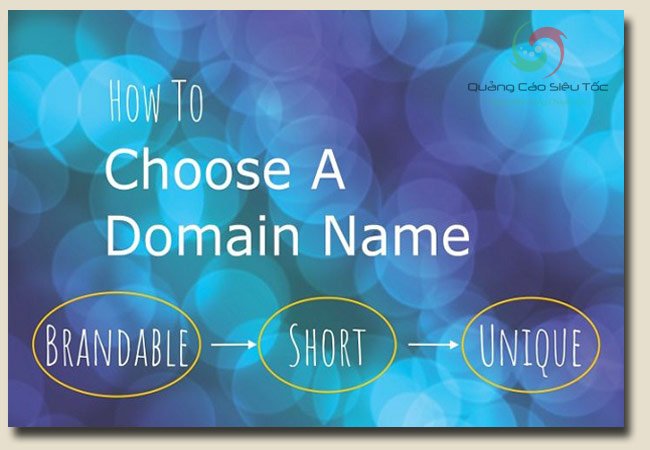 Quảng Cáo Siêu Tốc
How To
Choose A
Domain Name
Brandable
Short
Unique